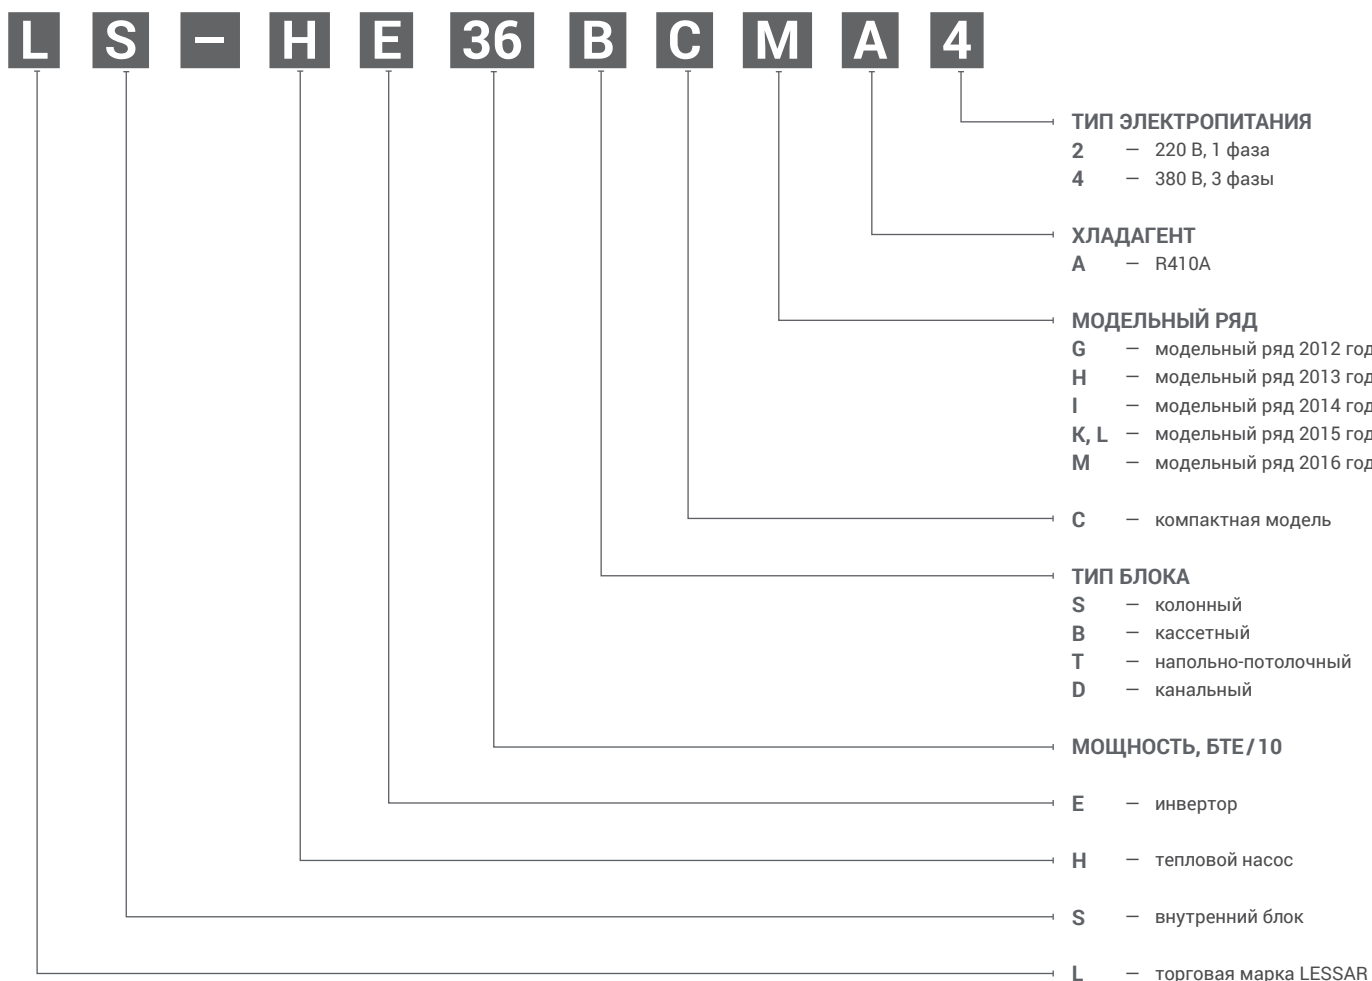 L S – H E 36 B C M A 4
ТИП ЭЛЕКТРОПИТАНИЯ
2 – 220 В, 1 фаза
4 – 380 В, 3 фазы
ХЛАДАГЕНТ
A – R410A
МОДЕЛЬНЫЙ РЯД
G – модельный ряд 2012 год
H – модельный ряд 2013 год
I – модельный ряд 2014 год
K, L – модельный ряд 2015 год
M – модельный ряд 2016 год
C – компактная модель
ТИП БЛОКА
S – колонный
B – кассетный
T – напольно-потолочный
D – канальный
МОЩНОСТЬ, БТЕ/10
E – инвертор
H – тепловой насос
S – внутренний блок
L – торговая марка LESSAR